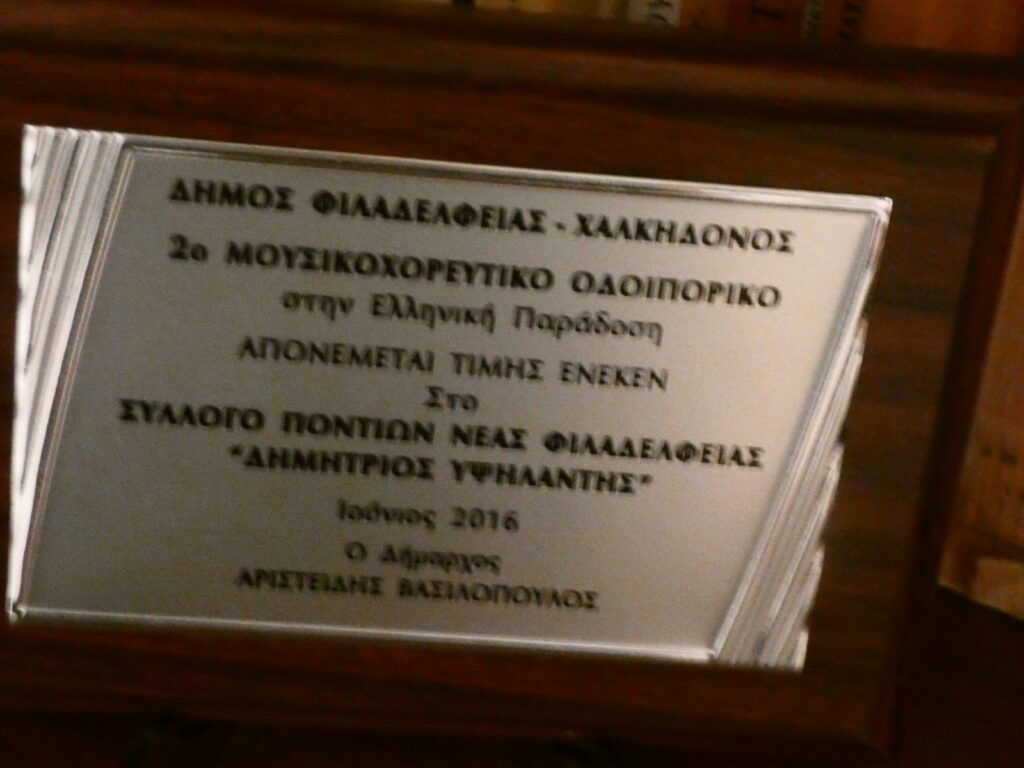 ΔΗΜΟΣ ΦΙΛΑΔΕΛΦΕΙΑΣ - ΧΑΛΚΗΔΟΝΟΣ
2ο ΜΟΥΣΙΚΟΧΟΡΕΥΤΙΚΟ ΟΔΟΙΠΟΡΙΚΟ
στην Ελληνική Παράδοση
ΑΠΟΝΕΜΕΤΑΙ ΤΙΜΗΣ ΕΝΕΚΕΝ
Στο
ΣΥΛΛΟΓΟ ΠΟΝΤΙΩΝ ΝΕΑΣ ΦΙΛΑΔΕΛΦΕΙΑΣ
"ΔΗΜΗΤΡΙΟΣ ΥΨΗΛΑΝΤΗΣ"
Ιούνιος 2016
Ο Δήμαρχος
ΑΡΙΣΤΕΙΔΗΣ ΒΑΣΙΛΟΠΟΥΛΟΣ